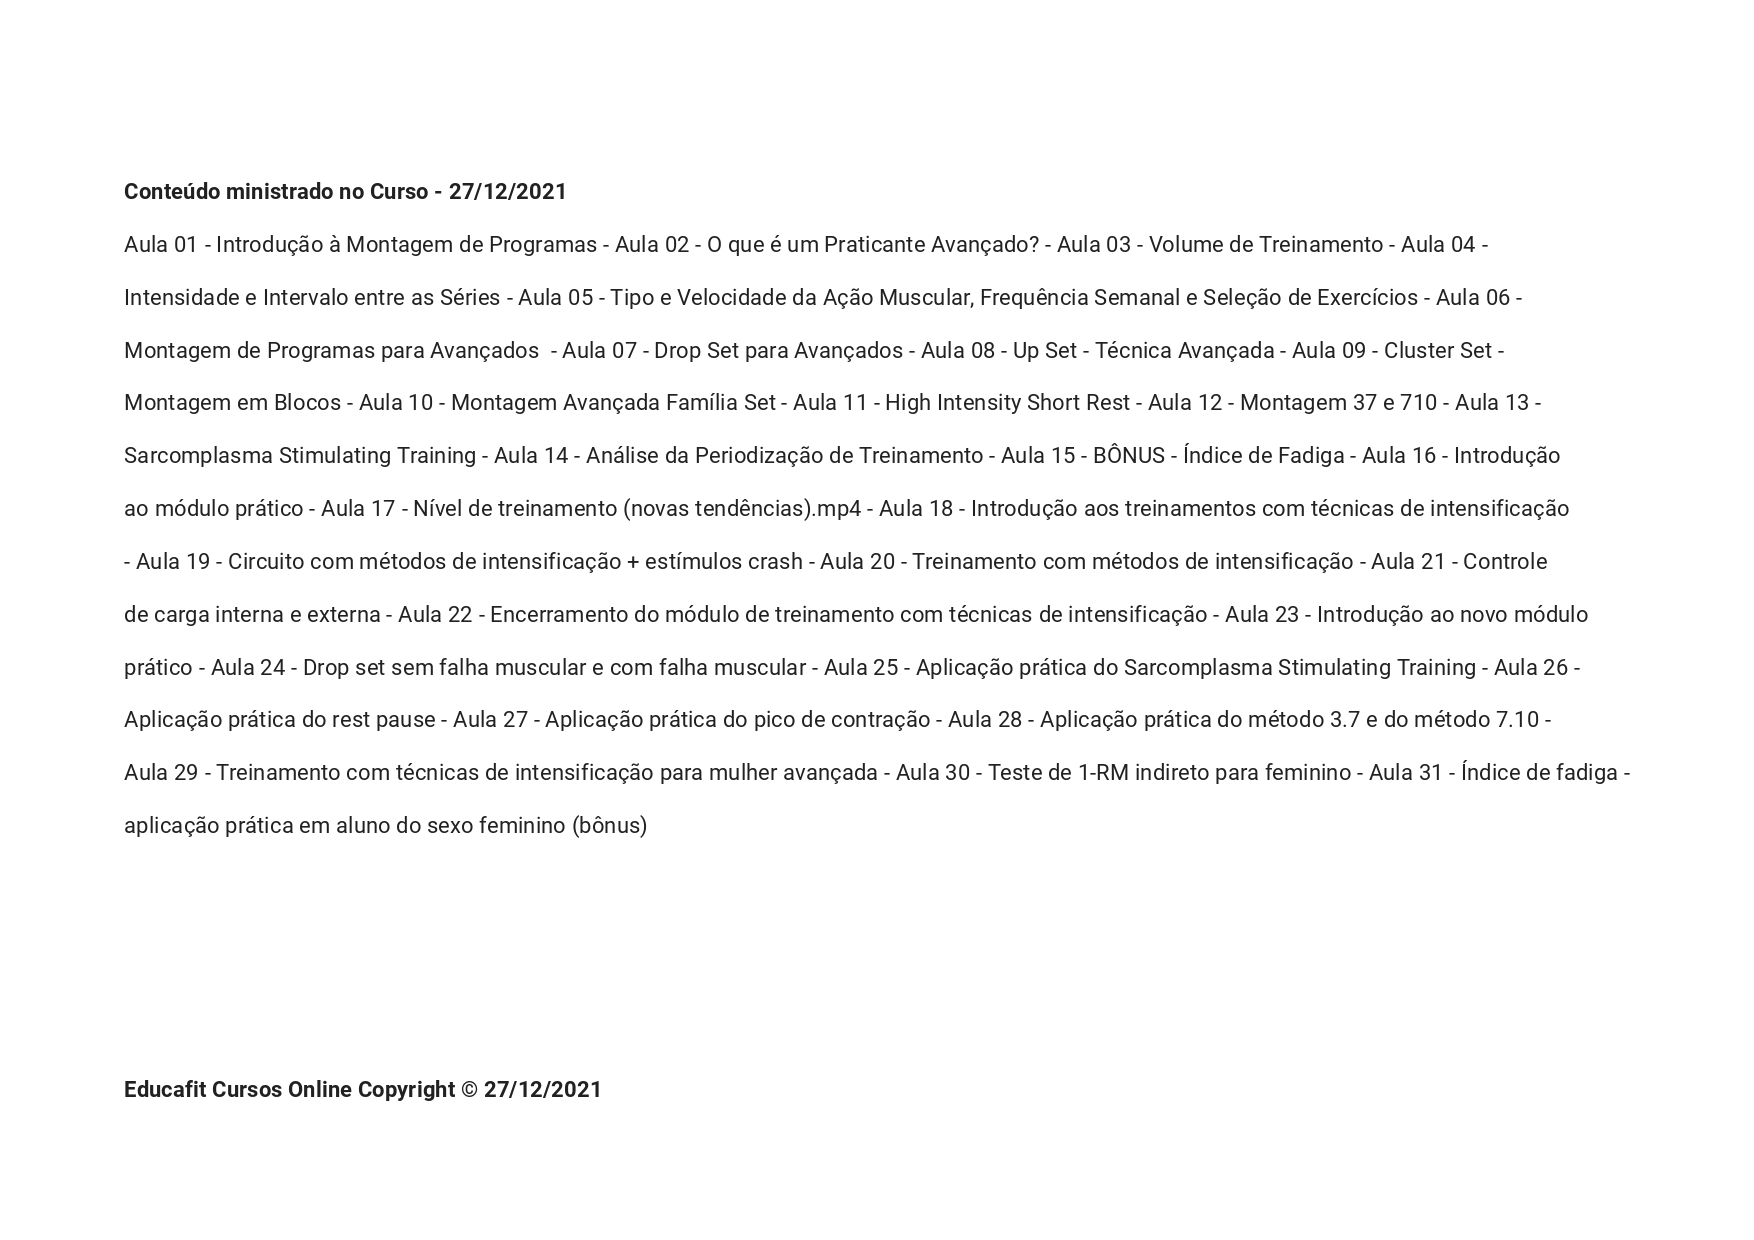 Conteúdo ministrado no Curso - 27/12/2021
Aula 01 - Introdução à Montagem de Programas - Aula 02 - O que é um Praticante Avançado? - Aula 03 - Volume de Treinamento - Aula 04 -
Intensidade e Intervalo entre as Séries - Aula 05 - Tipo e Velocidade da Ação Muscular, Frequência Semanal e Seleção de Exercícios - Aula 06 -
Montagem de Programas para Avançados  - Aula 07 - Drop Set para Avançados - Aula 08 - Up Set - Técnica Avançada - Aula 09 - Cluster Set -
Montagem em Blocos - Aula 10 - Montagem Avançada Família Set - Aula 11 - High Intensity Short Rest - Aula 12 - Montagem 37 e 710 - Aula 13 -
Sarcomplasma Stimulating Training - Aula 14 - Análise da Periodização de Treinamento - Aula 15 - BÔNUS - Índice de Fadiga - Aula 16 - Introdução
ao módulo prático - Aula 17 - Nível de treinamento (novas tendências).mp4 - Aula 18 - Introdução aos treinamentos com técnicas de intensificação
- Aula 19 - Circuito com métodos de intensificação + estímulos crash - Aula 20 - Treinamento com métodos de intensificação - Aula 21 - Controle
de carga interna e externa - Aula 22 - Encerramento do módulo de treinamento com técnicas de intensificação - Aula 23 - Introdução ao novo módulo
prático - Aula 24 - Drop set sem falha muscular e com falha muscular - Aula 25 - Aplicação prática do Sarcomplasma Stimulating Training - Aula 26 -
Aplicação prática do rest pause - Aula 27 - Aplicação prática do pico de contração - Aula 28 - Aplicação prática do método 3.7 e do método 7.10 -
Aula 29 - Treinamento com técnicas de intensificação para mulher avançada - Aula 30 - Teste de 1-RM indireto para feminino - Aula 31 - Índice de fadiga -
aplicação prática em aluno do sexo feminino (bônus)
Educafit Cursos Online Copyright © 27/12/2021